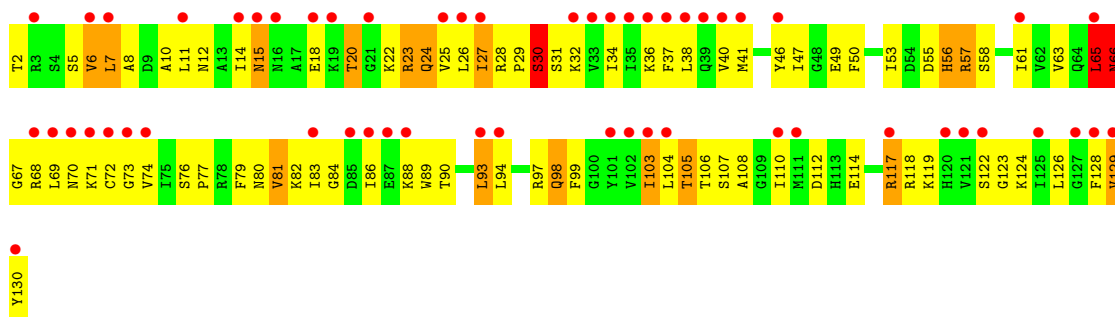 T2 R3 S4 S5 V6 L7 A8 D9 A10 L11 N12 A13 I14 N15 N16 A17 E18 K19 T20 G21 K22 R23 Q24 V25 L26 I27 R28 P29 S30 S31 K32 V33 I34 I35 K36 F37 L38 Q39 V40 M41 Y46 I47 G48 E49 F50 I53 D54 D55 H56 R57 S58 I61 V62 V63 Q64 L65 N66
G67 R68 L69 N70 K71 C72 G73 V74 I75 S76 P77 R78 F79 N80 V81 K82 I83 G84 D85 I86 E87 K88 W89 T90 L93 L94 R97 Q98 F99 G100 Y101 V102 I103 L104 T105 T106 S107 A108 G109 I110 M111 D112 H113 E114 R117 R118 K119 H120 V121 S122 G123 K124 I125 L126 G127 F128 V129
Y130